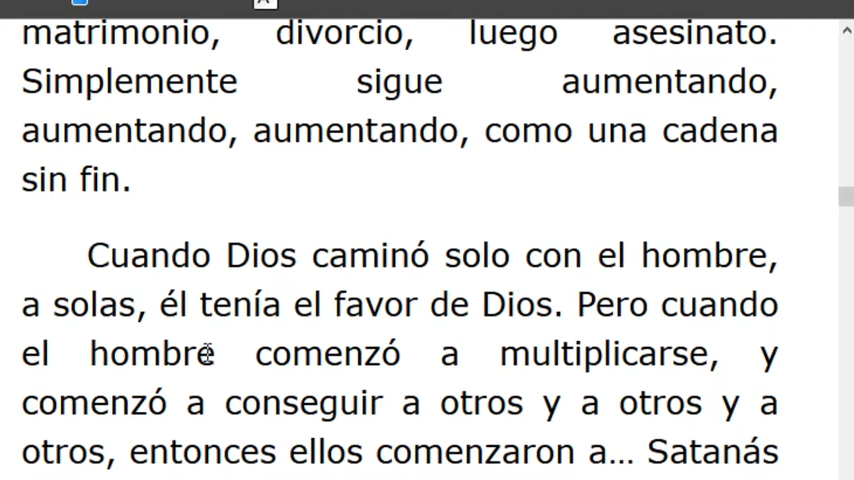 matrimonio, divorcio, luego asesinato.
Simplemente sigue aumentando,
aumentando, aumentando, como una cadena
sin fin.
Cuando Dios caminó solo con el hombre,
a solas, él tenía el favor de Dios. Pero cuando
el hombre comenzó a multiplicarse, y
comenzó a conseguir a otros y a otros y a
otros, entonces ellos comenzaron a… Satanás